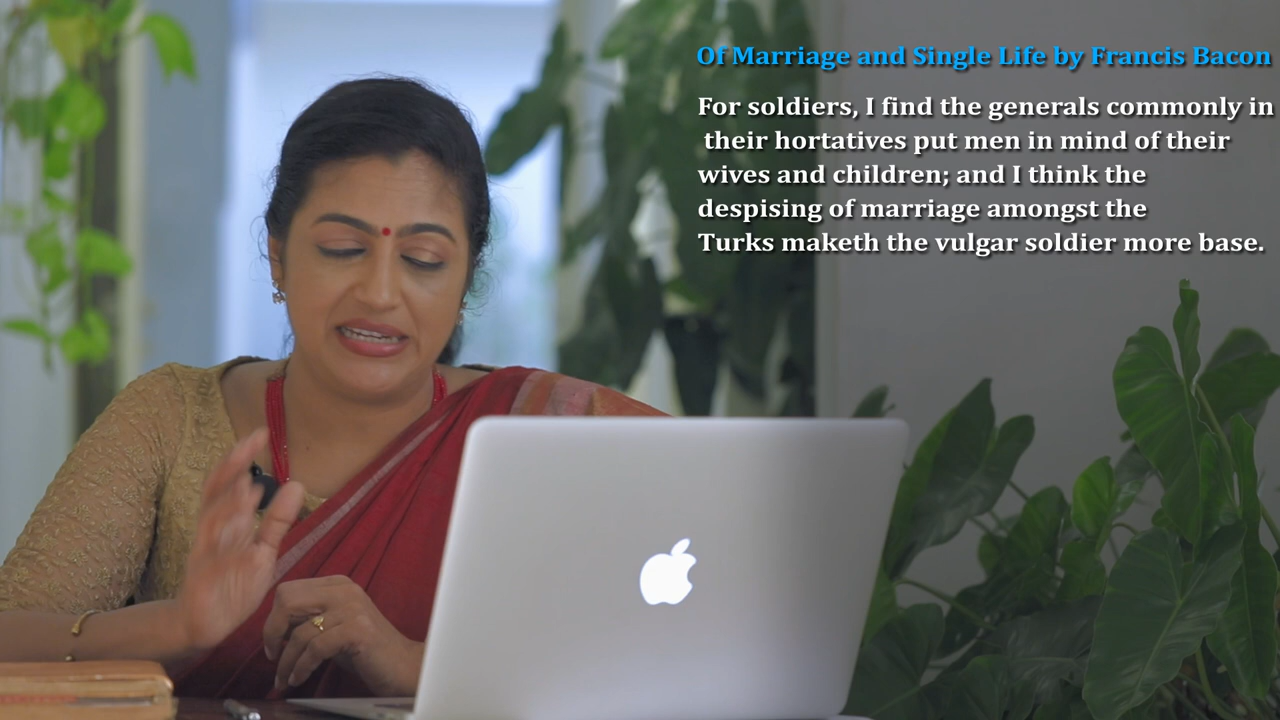 Of Marriage and Single Life by Francis Bacon
For soldiers, I find the generals commonly in
their hortatives put men in mind of their
wives and children; and I think the
despising of marriage amongst the
Turks maketh the vulgar soldier more base.